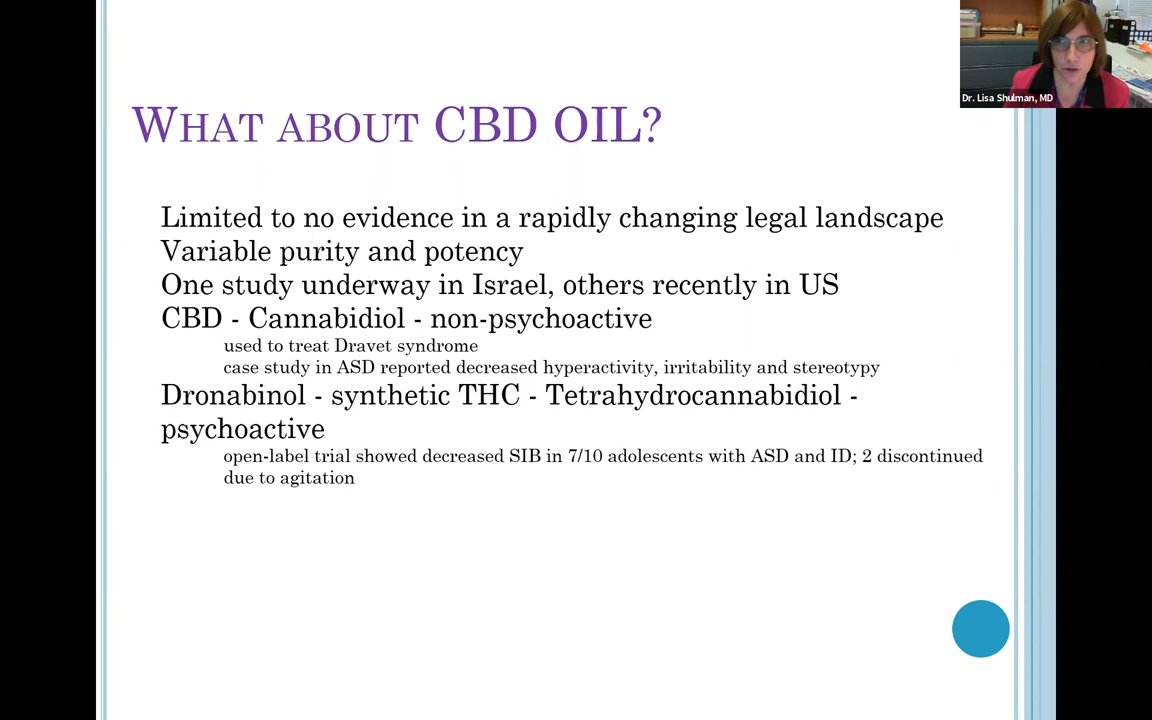 Dr. Lisa Shulman, MD
WHAT ABOUT CBD OIL?
Limited to no evidence in a rapidly changing legal landscape
Variable purity and potency
One study underway in Israel, others recently in US
CBD - Cannabidiol - non-psychoactive
used to treat Dravet syndrome
case study in ASD reported decreased hyperactivity, irritability and stereotypy
Dronabinol - synthetic THC - Tetrahydrocannabidiol -
psychoactive
open-label trial showed decreased SIB in 7/10 adolescents with ASD and ID; 2 discontinued
due to agitation